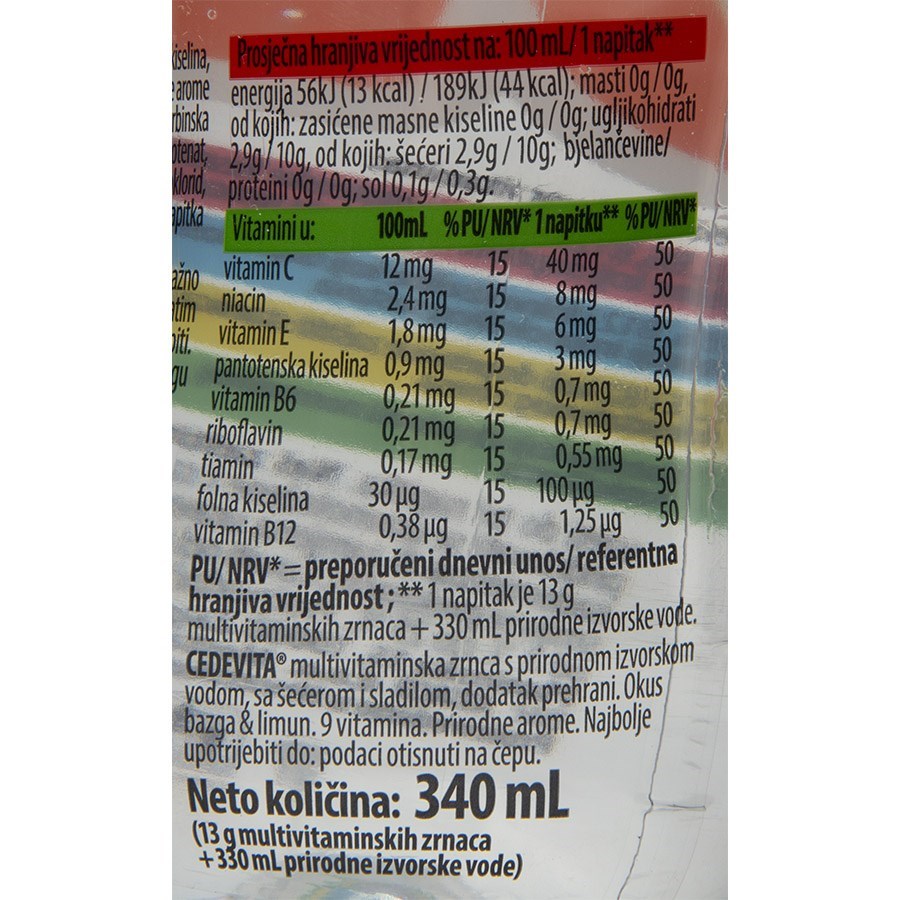 kiselina,
arome
rbinska
otenat,
klorid,
apitka
ažno
atim
piti.
gu
Prosječna hranjiva vrijednost na: 100 mL / 1 napitak**
energija 56kJ (13 kcal) / 189kJ (44 kcal); masti 0g / 0g,
od kojih: zasićene masne kiseline 0g / 0g; ugljikohidrati
2,9g / 10g, od kojih: šećeri 2,9g / 10g; bjelančevine/
proteini 0g / 0g; sol 0,1g / 0,3g.
Vitamini u: 100mL %PU/NRV* 1 napitku** %PU/NRV*
vitamin C 12 mg 15 40 mg 50
niacin 2,4 mg 15 8 mg 50
vitamin E 1,8 mg 15 6 mg 50
pantotenska kiselina 0,9 mg 15 3 mg 50
vitamin B6 0,21 mg 15 0,7 mg 50
riboflavin 0,21 mg 15 0,7 mg 50
tiamin 0,17 mg 15 0,55 mg 50
folna kiselina 30 µg 15 100 µg 50
vitamin B12 0,38 µg 15 1,25 µg 50
PU/NRV* = preporučeni dnevni unos/ referentna
hranjiva vrijednost ; ** 1 napitak je 13 g
multivitaminskih zrnaca + 330 mL prirodne izvorske vode.
CEDEVITA® multivitaminska zrnca s prirodnom izvorskom
vodom, sa šećerom i sladilom, dodatak prehrani. Okus
bazga & limun. 9 vitamina. Prirodne arome. Najbolje
upotrijebiti do: podaci otisnuti na čepu.
Neto količina: 340 mL
(13 g multivitaminskih zrnaca
+ 330 mL prirodne izvorske vode)